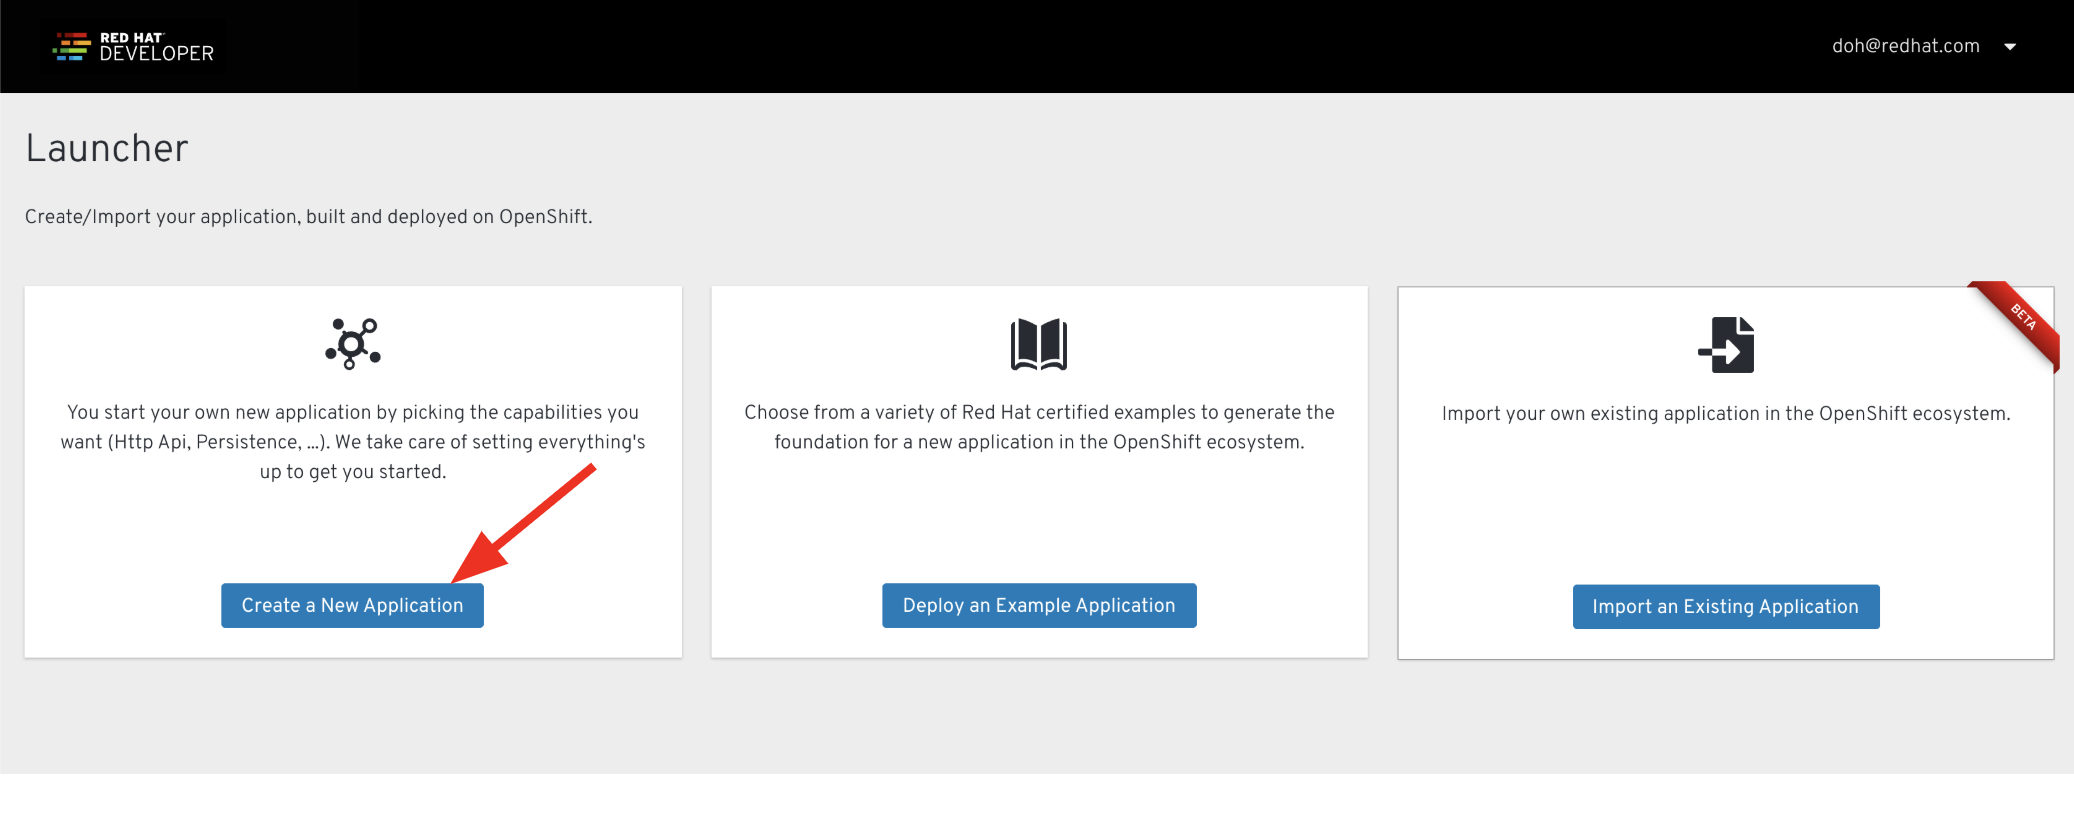 RED HAT
DEVELOPER
doh@redhat.com
Launcher
Create/Import your application, built and deployed on OpenShift.
You start your own new application by picking the capabilities you
want (Http Api, Persistence, ...). We take care of setting everything's
up to get you started.
Create a New Application
Choose from a variety of Red Hat certified examples to generate the
foundation for a new application in the OpenShift ecosystem.
Deploy an Example Application
BETA
Import your own existing application in the OpenShift ecosystem.
Import an Existing Application